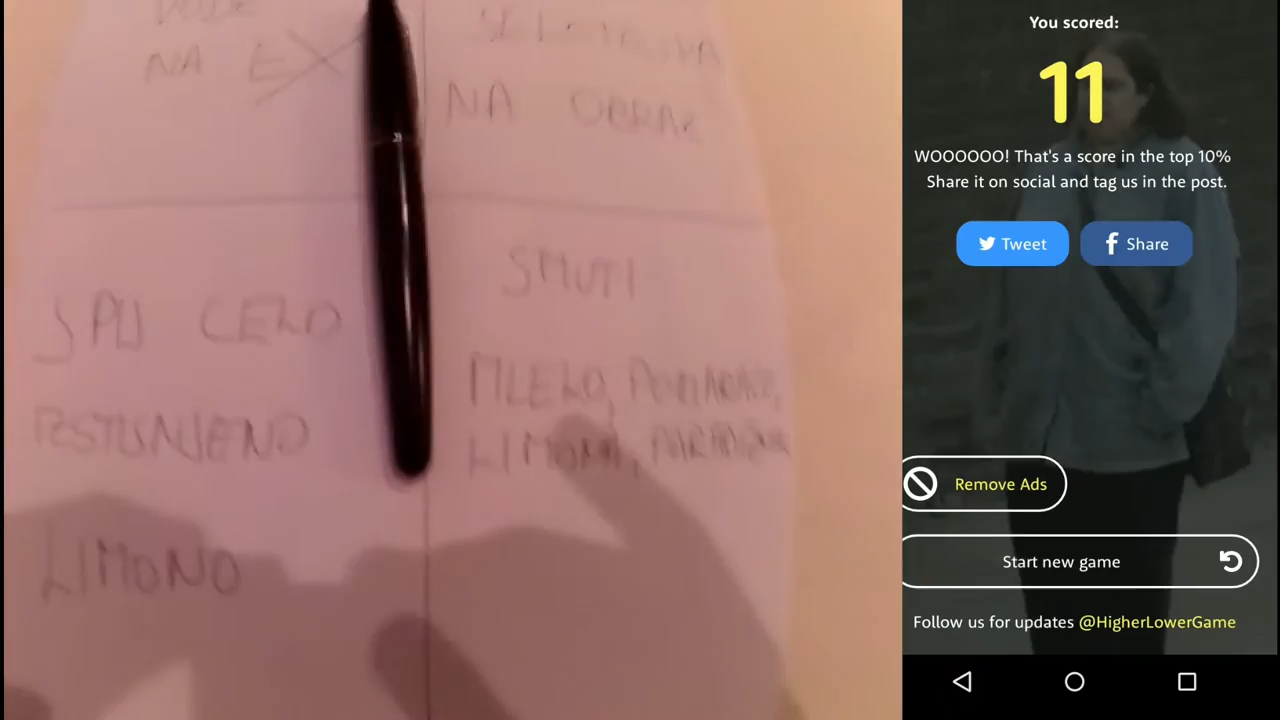 NA EX
NA OBRAZ
SPIJ CELO
LIMONO
SMUTI
MLEKO,
LIMONA,
You scored:
11
WOOOOOO! That's a score in the top 10%
Share it on social and tag us in the post.
Tweet
Share
Remove Ads
Start new game
Follow us for updates @HigherLowerGame